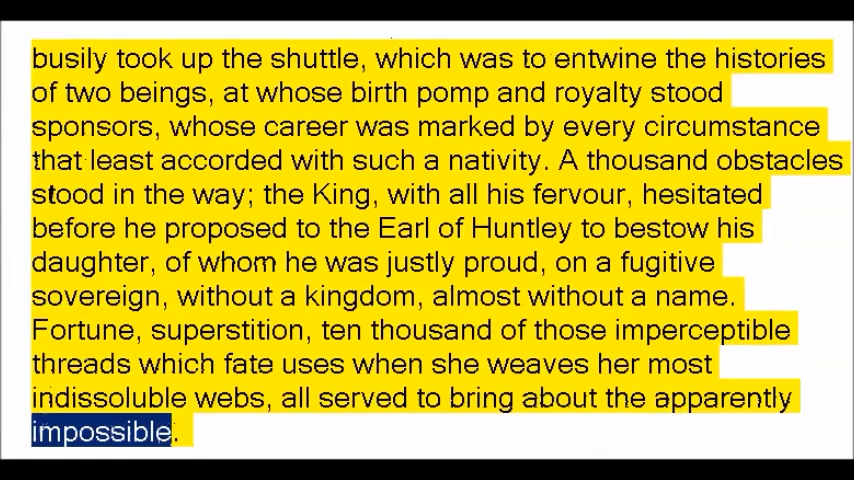 busily took up the shuttle, which was to entwine the histories
of two beings, at whose birth pomp and royalty stood
sponsors, whose career was marked by every circumstance
that least accorded with such a nativity. A thousand obstacles
stood in the way; the King, with all his fervour, hesitated
before he proposed to the Earl of Huntley to bestow his
daughter, of whom he was justly proud, on a fugitive
sovereign, without a kingdom, almost without a name.
Fortune, superstition, ten thousand of those imperceptible
threads which fate uses when she weaves her most
indissoluble webs, all served to bring about the apparently
impossible.